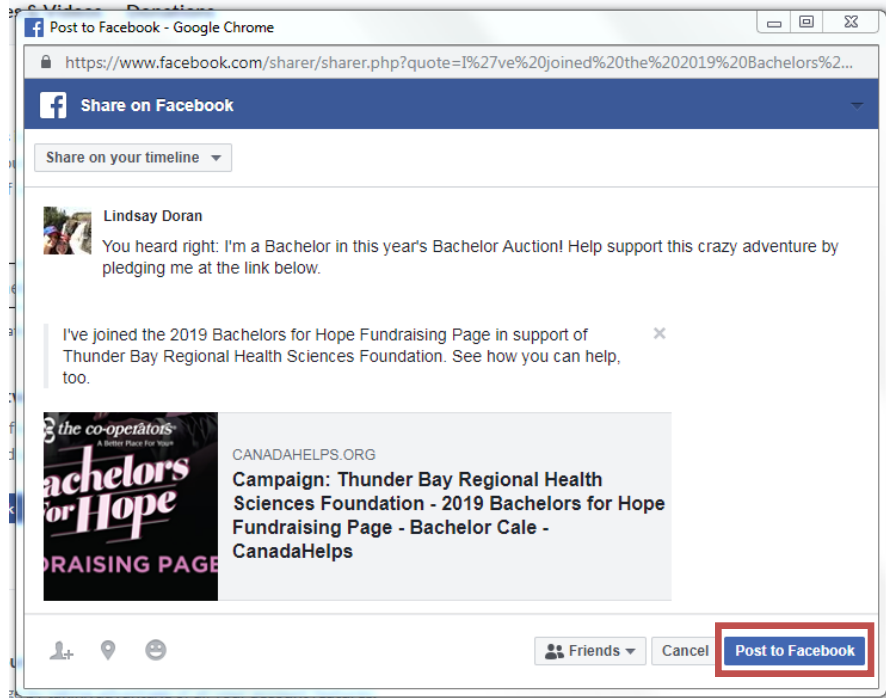 es & Videos Donations
Post to Facebook - Google Chrome
https://www.facebook.com/sharer/sharer.php?quote=I%27ve%20joined%20the%202019%20Bachelors%2...
Share on Facebook
Share on your timeline
Lindsay Doran
You heard right: I'm a Bachelor in this year's Bachelor Auction! Help support this crazy adventure by
pledging me at the link below.
I've joined the 2019 Bachelors for Hope Fundraising Page in support of
Thunder Bay Regional Health Sciences Foundation. See how you can help,
too.
the co-operators
A Better Place For You
achelors
for Hope
DRAISING PAGE
CANADAHELPS.ORG
Campaign: Thunder Bay Regional Health
Sciences Foundation - 2019 Bachelors for Hope
Fundraising Page - Bachelor Cale -
CanadaHelps
Friends
Cancel
Post to Facebook